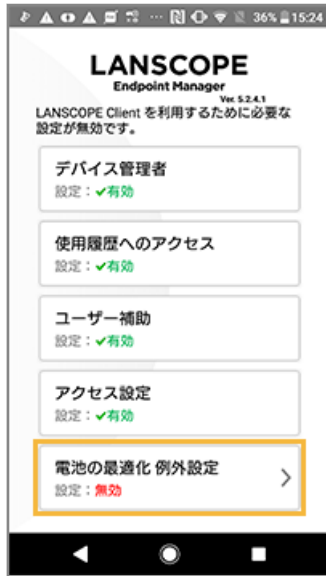 36% 15:24
LANSCOPE
Endpoint Manager
Ver. 5.2.4.1
LANSCOPE Client を利用するために必要な
設定が無効です。
デバイス管理者
設定：✔有効
使用履歴へのアクセス
設定：✔有効
ユーザー補助
設定：✔有効
アクセス設定
設定：✔有効
電池の最適化 例外設定
設定：無効